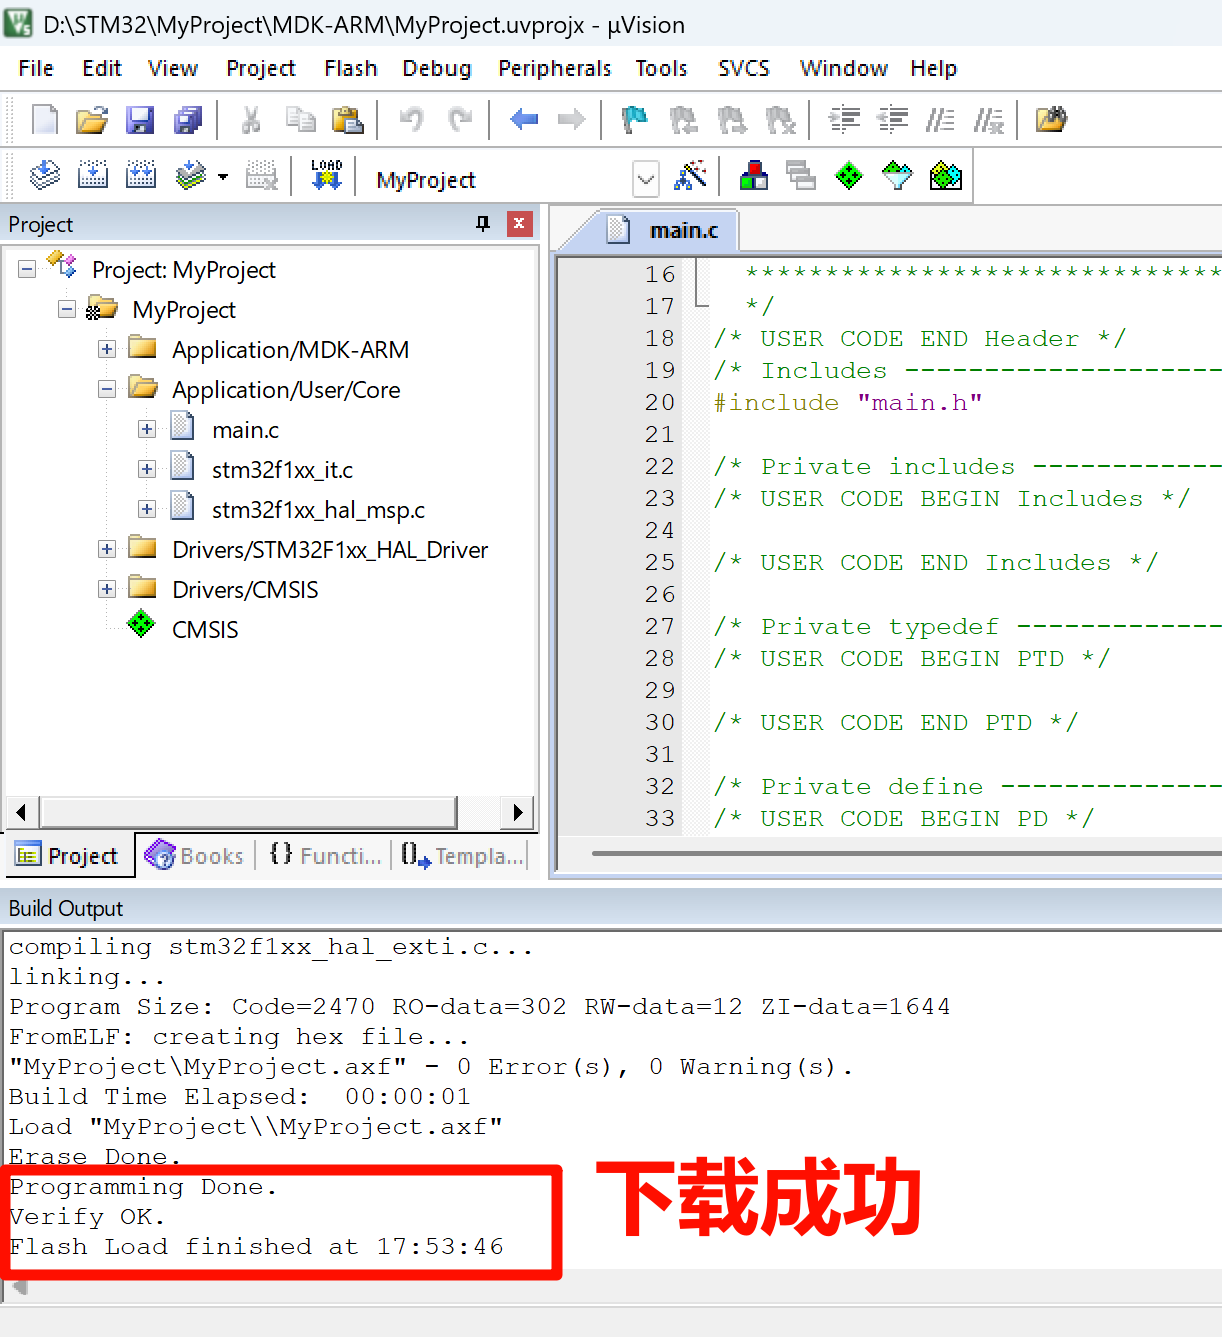 D:\STM32\MyProject\MDK-ARM\MyProject.uvprojx - µVision
File Edit View Project Flash Debug Peripherals Tools SVCS Window Help
LOAD
MyProject
Project
main.c
Project: MyProject
MyProject
Application/MDK-ARM
Application/User/Core
main.c
stm32f1xx_it.c
stm32f1xx_hal_msp.c
Drivers/STM32F1xx_HAL_Driver
Drivers/CMSIS
CMSIS
16 ******************************
17 */
18 /* USER CODE END Header */
19 /* Includes --------------------
20 #include "main.h"
21
22 /* Private includes ------------
23 /* USER CODE BEGIN Includes */
24
25 /* USER CODE END Includes */
26
27 /* Private typedef -------------
28 /* USER CODE BEGIN PTD */
29
30 /* USER CODE END PTD */
31
32 /* Private define --------------
33 /* USER CODE BEGIN PD */
Project Books {} Functi... Templa...
Build Output
compiling stm32f1xx_hal_exti.c...
linking...
Program Size: Code=2470 RO-data=302 RW-data=12 ZI-data=1644
FromELF: creating hex file...
"MyProject\MyProject.axf" - 0 Error(s), 0 Warning(s).
Build Time Elapsed:  00:00:01
Load "MyProject\\MyProject.axf"
Erase Done.
Programming Done.
Verify OK.
Flash Load finished at 17:53:46
下载成功